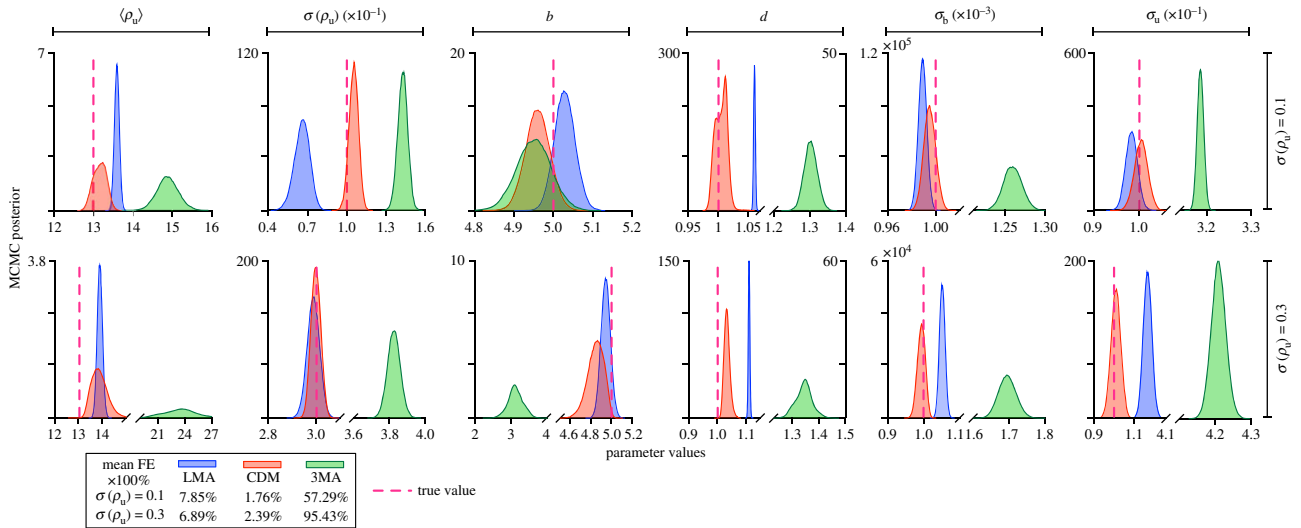 ⟨ρu⟩ σ(ρu) (×10–1) b d σb (×10–3) σu (×10–1)
MCMC posterior
7 120 20 300 50 1.2 ×105 600
σ(ρu) = 0.1
12 13 14 15 16 0.4 0.7 1.0 1.3 1.6 4.8 4.9 5.0 5.1 5.2 0.95 1 1.05 1.2 1.3 1.4 0.96 1.00 1.25 1.30 0.9 1.0 3.2 3.3
3.8 200 10 150 60 6 ×104 200
σ(ρu) = 0.3
12 13 14 21 24 27 2.8 3.0 3.6 3.8 4.0 2 3 4 4.6 4.8 5.0 5.2 0.9 1.0 1.1 1.3 1.4 1.5 0.9 1.0 1.1 1.6 1.7 1.8 0.9 1.1 4.1 4.2 4.3
parameter values
mean FE
×100% LMA CDM 3MA
σ(ρu) = 0.1 7.85% 1.76% 57.29%
σ(ρu) = 0.3 6.89% 2.39% 95.43%
true value